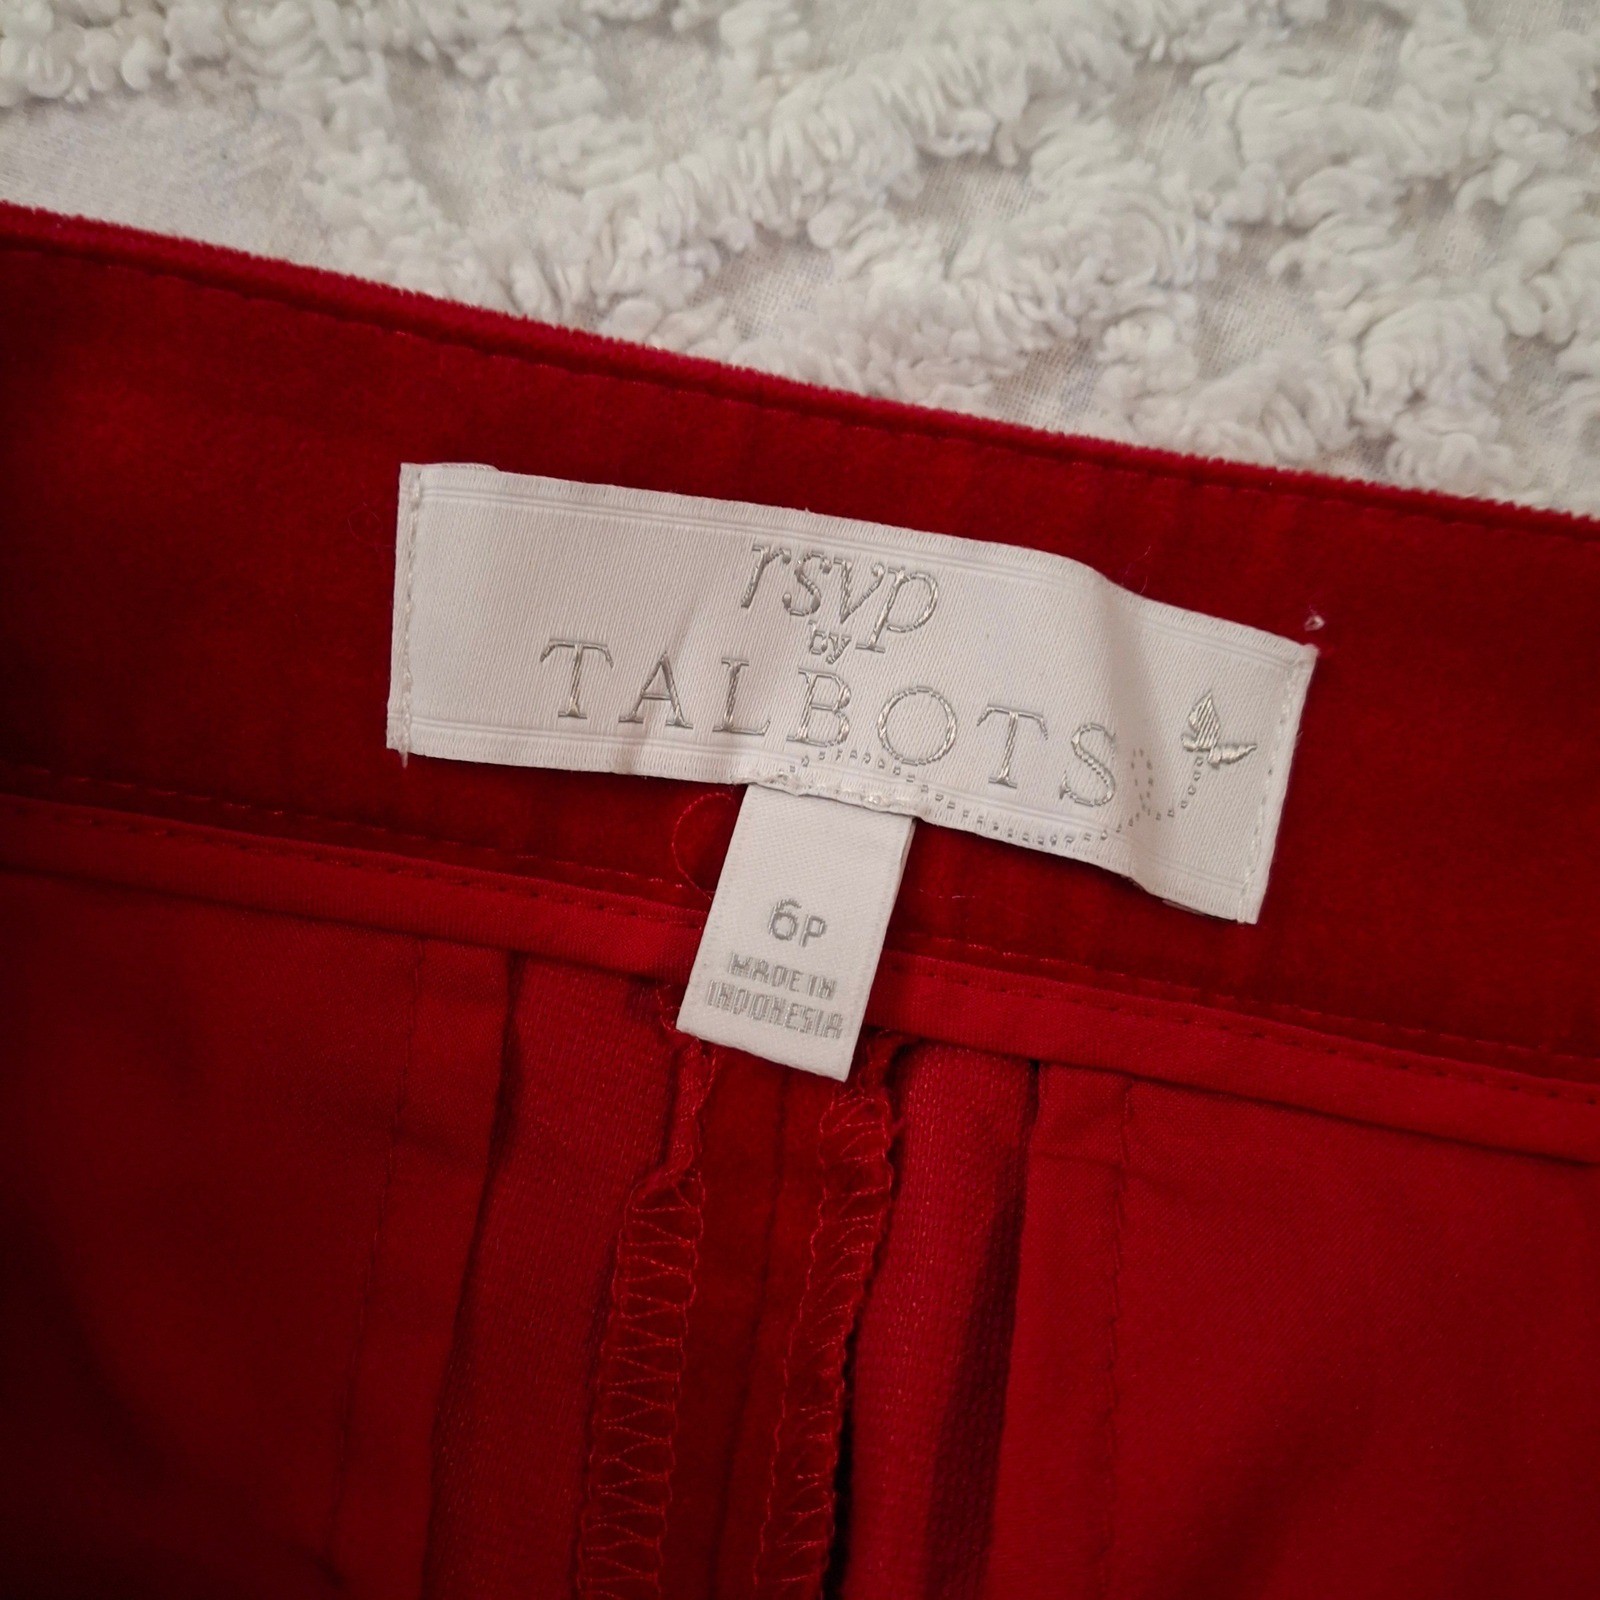 rsvp
by
TALBOTS
6P
MADE IN
INDONESIA